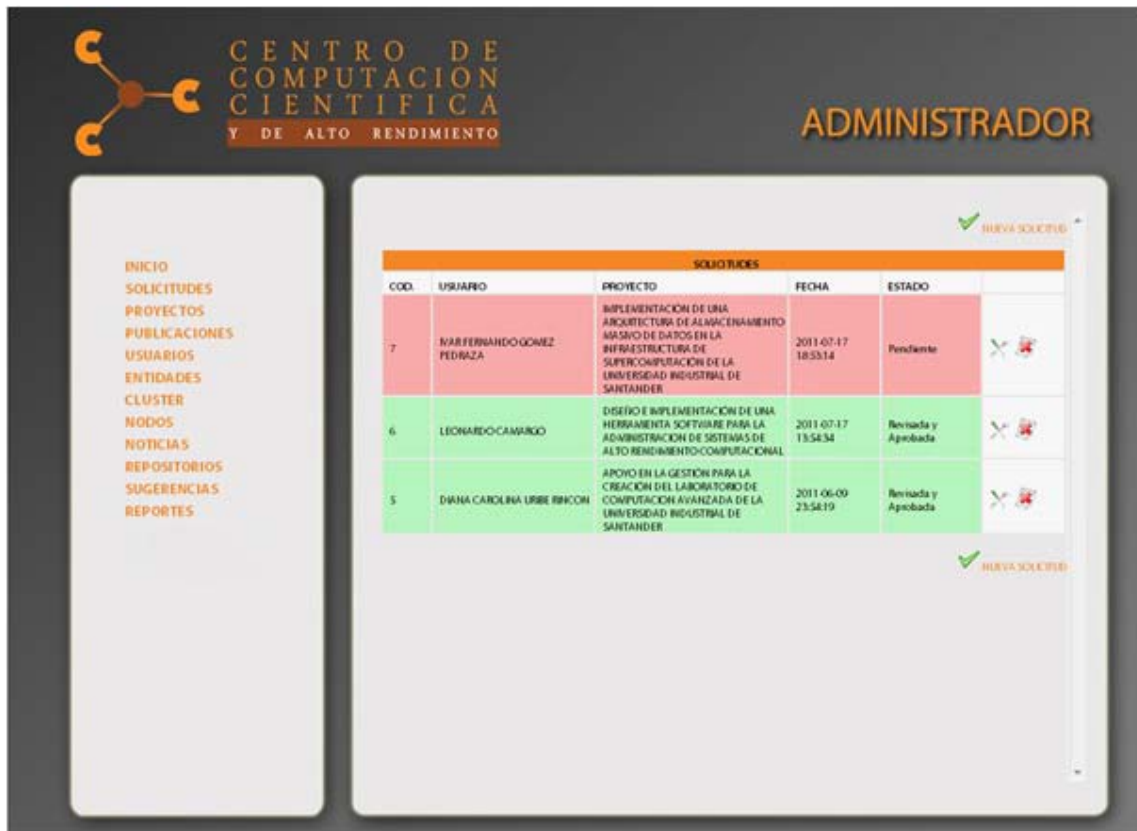 CENTRO DE
COMPUTACIÓN
CIENTIFICA
Y DE ALTO RENDIMIENTO
ADMINISTRADOR
INICIO
SOLICITUDES
PROYECTOS
PUBLICACIONES
USUARIOS
ENTIDADES
CLUSTER
NODOS
NOTICIAS
REPOSITORIOS
SUGERENCIAS
REPORTES
NUEVA SOLICITUD
SOLICITUDES
COD. USUARIO PROYECTO FECHA ESTADO
7
IVAR FERNANDO GOMEZ
PEDRAZA
IMPLEMENTACIÓN DE UNA
ARQUITECTURA DE ALMACENAMIENTO
MASIVO DE DATOS EN LA
INFRAESTRUCTURA DE
SUPERCOMPUTACIÓN DE LA
UNIVERSIDAD INDUSTRIAL DE
SANTANDER
2011-07-17
18:53:14
Pendiente
6
LEONARDO CAMARGO
DISEÑO E IMPLEMENTACIÓN DE UNA
HERRAMIENTA SOFTWARE PARA LA
ADMINISTRACION DE SISTEMAS DE
ALTO RENDIMIENTO COMPUTACIONAL
2011-07-17
13:54:34
Revisada y
Aprobada
5
DIANA CAROLINA URIBE RINCON
APOYO EN LA GESTIÓN PARA LA
CREACIÓN DEL LABORATORIO DE
COMPUTACION AVANZADA DE LA
UNIVERSIDAD INDUSTRIAL DE
SANTANDER
2011-06-09
23:54:19
Revisada y
Aprobada
NUEVA SOLICITUD